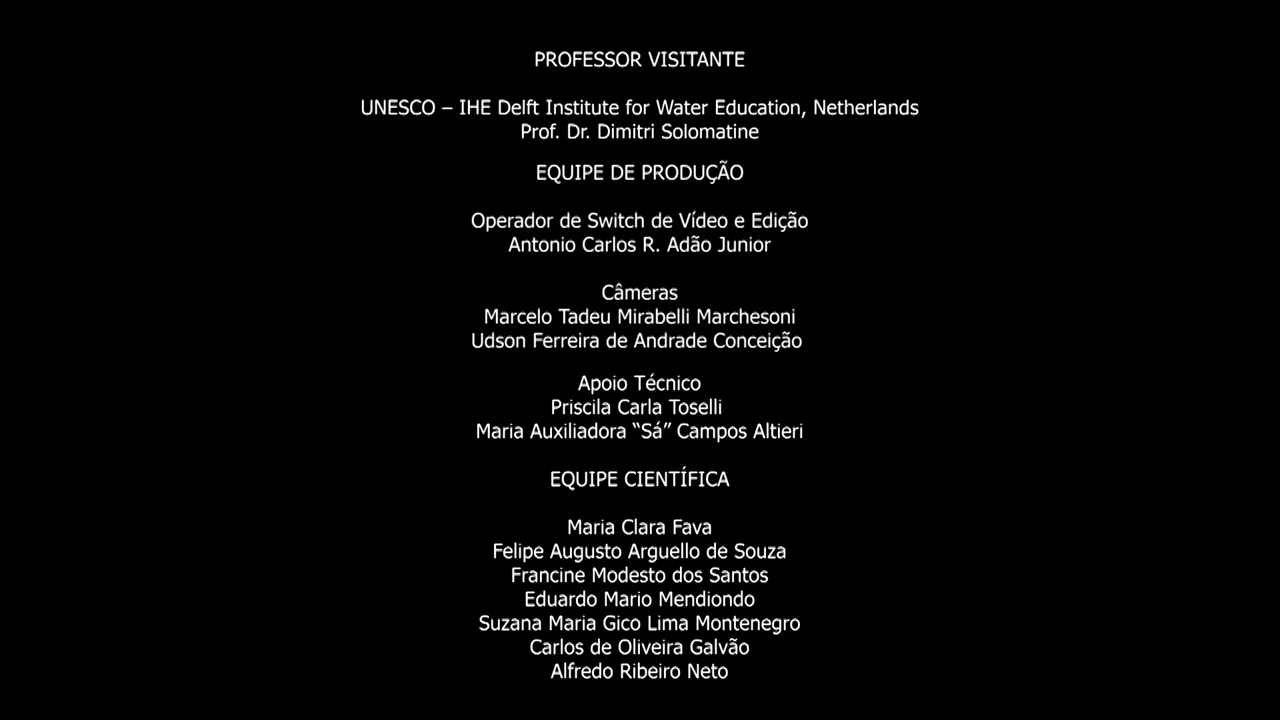 PROFESSOR VISITANTE
UNESCO – IHE Delft Institute for Water Education, Netherlands
Prof. Dr. Dimitri Solomatine
EQUIPE DE PRODUÇÃO
Operador de Switch de Vídeo e Edição
Antonio Carlos R. Adão Junior
Câmeras
Marcelo Tadeu Mirabelli Marchesoni
Udson Ferreira de Andrade Conceição
Apoio Técnico
Priscila Carla Toselli
Maria Auxiliadora “Sá” Campos Altieri
EQUIPE CIENTÍFICA
Maria Clara Fava
Felipe Augusto Arguello de Souza
Francine Modesto dos Santos
Eduardo Mario Mendiondo
Suzana Maria Gico Lima Montenegro
Carlos de Oliveira Galvão
Alfredo Ribeiro Neto